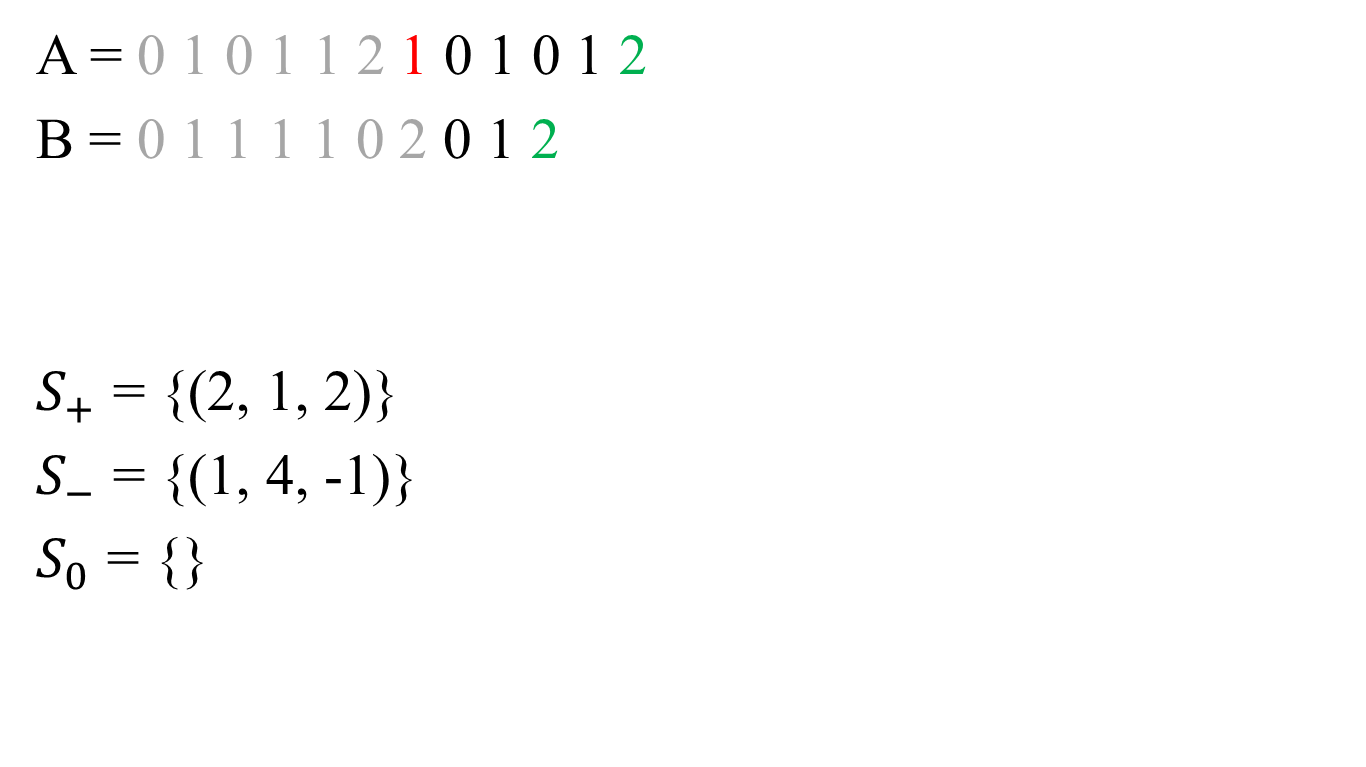 A = 0 1 0 1 1 2 1 0 1 0 1 2
B = 0 1 1 1 1 0 2 0 1 2
S₊ = {(2, 1, 2)}
S₋ = {(1, 4, -1)}
S₀ = {}